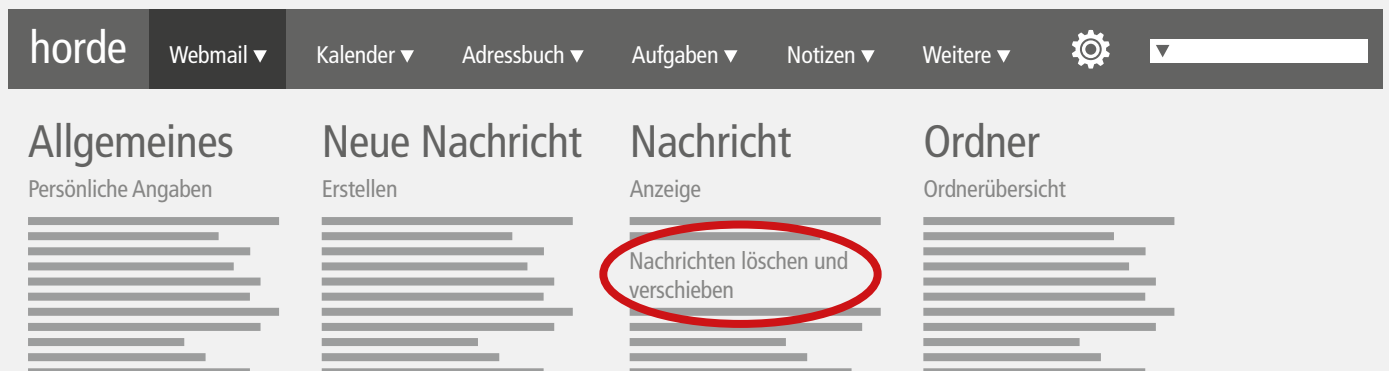 horde Webmail ▼ Kalender ▼ Adressbuch ▼ Aufgaben ▼ Notizen ▼ Weitere ▼ ▼
Allgemeines Neue Nachricht Nachricht Ordner
Persönliche Angaben Erstellen Anzeige Ordnerübersicht
Nachrichten löschen und
verschieben